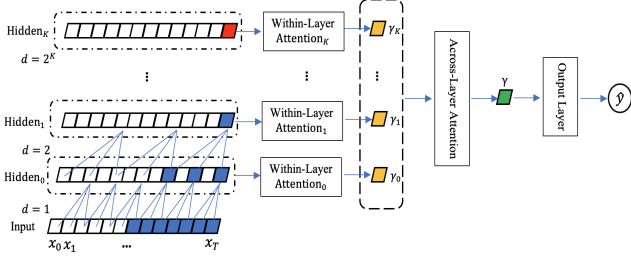 Hidden_K
d = 2^K
Within-Layer
Attention_K
γ_K
⋮
⋮
⋮
Hidden_1
d = 2
Within-Layer
Attention_1
γ_1
Hidden_0
d = 1
Within-Layer
Attention_0
γ_0
Across-Layer Attention
γ
Output Layer
ŷ
Input
x_0 x_1 ... x_T